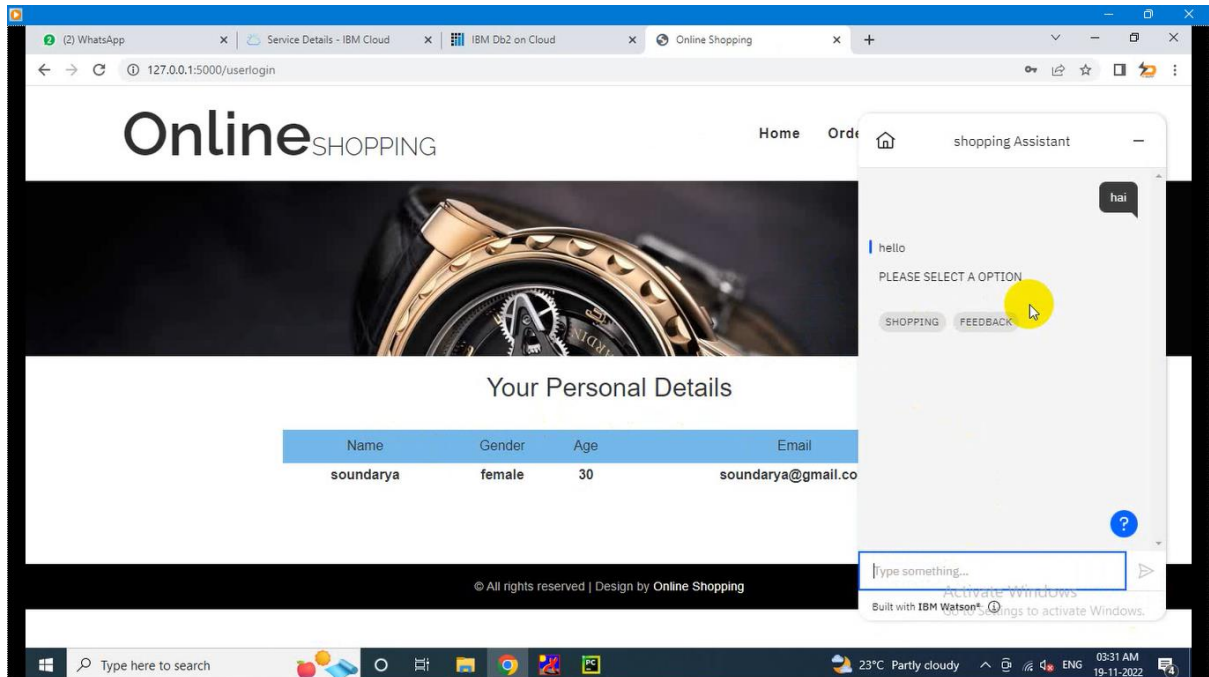 (2) WhatsApp
Service Details - IBM Cloud
IBM Db2 on Cloud
Online Shopping
127.0.0.1:5000/userlogin
Online SHOPPING
Home Orde
shopping Assistant
hai
hello
PLEASE SELECT A OPTION
SHOPPING FEEDBACK
Your Personal Details
Name Gender Age Email
soundarya female 30 soundarya@gmail.co
?
Type something...
© All rights reserved | Design by Online Shopping
Activate Windows
Built with IBM Watson®
Go to Settings to activate Windows.
Type here to search
PC
23°C Partly cloudy
ENG
03:31 AM
19-11-2022